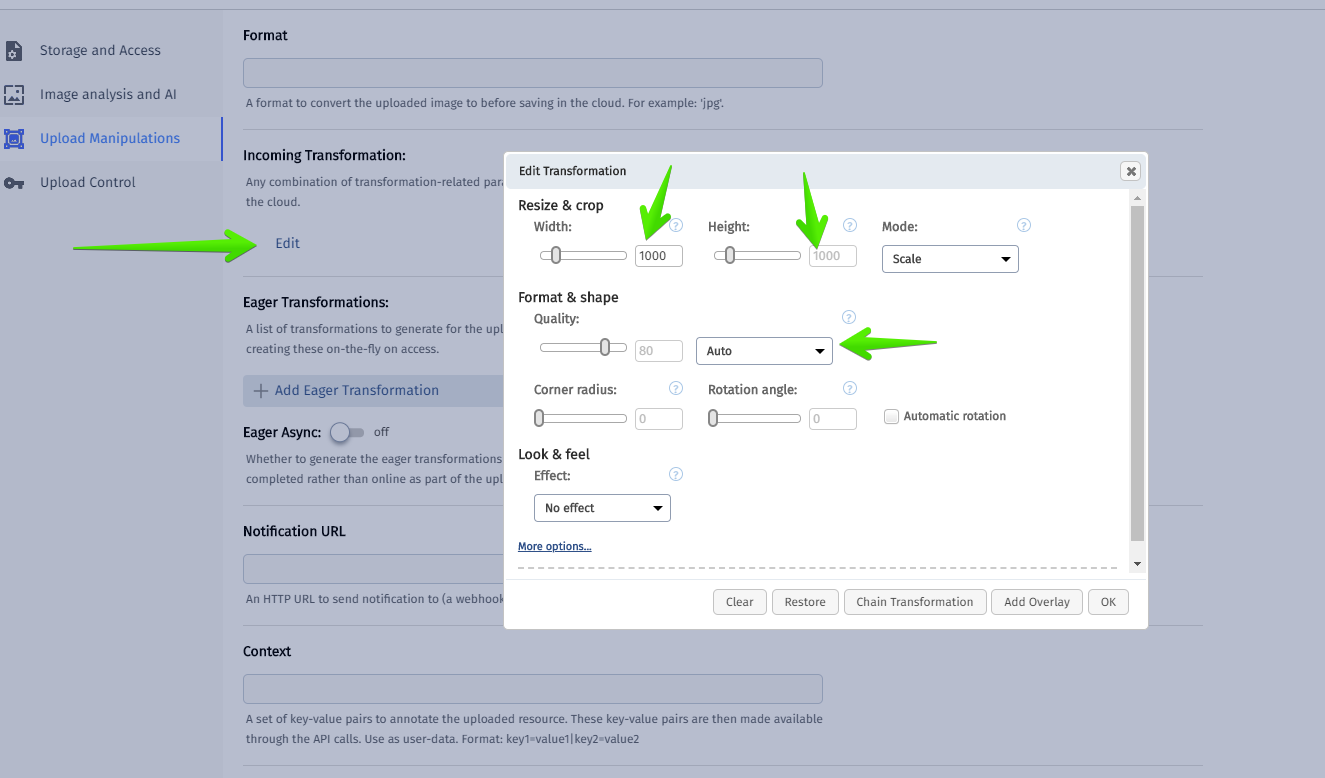 Storage and Access
Image analysis and AI
Upload Manipulations
Upload Control
Format
A format to convert the uploaded image to before saving in the cloud. For example: 'jpg'.
Incoming Transformation:
Any combination of transformation-related para
the cloud.
Edit
Eager Transformations:
A list of transformations to generate for the upl
creating these on-the-fly on access.
Add Eager Transformation
Eager Async: off
Whether to generate the eager transformations
completed rather than online as part of the upl
Notification URL
An HTTP URL to send notification to (a webhook
Context
A set of key-value pairs to annotate the uploaded resource. These key-value pairs are then made available
through the API calls. Use as user-data. Format: key1=value1|key2=value2
Edit Transformation
Resize & crop
Width: ? Height: ? Mode: ?
1000 1000 Scale
Format & shape
Quality: ?
80 Auto
Corner radius: ? Rotation angle: ?
0 0 Automatic rotation
Look & feel
Effect: ?
No effect
More options...
Clear Restore Chain Transformation Add Overlay OK